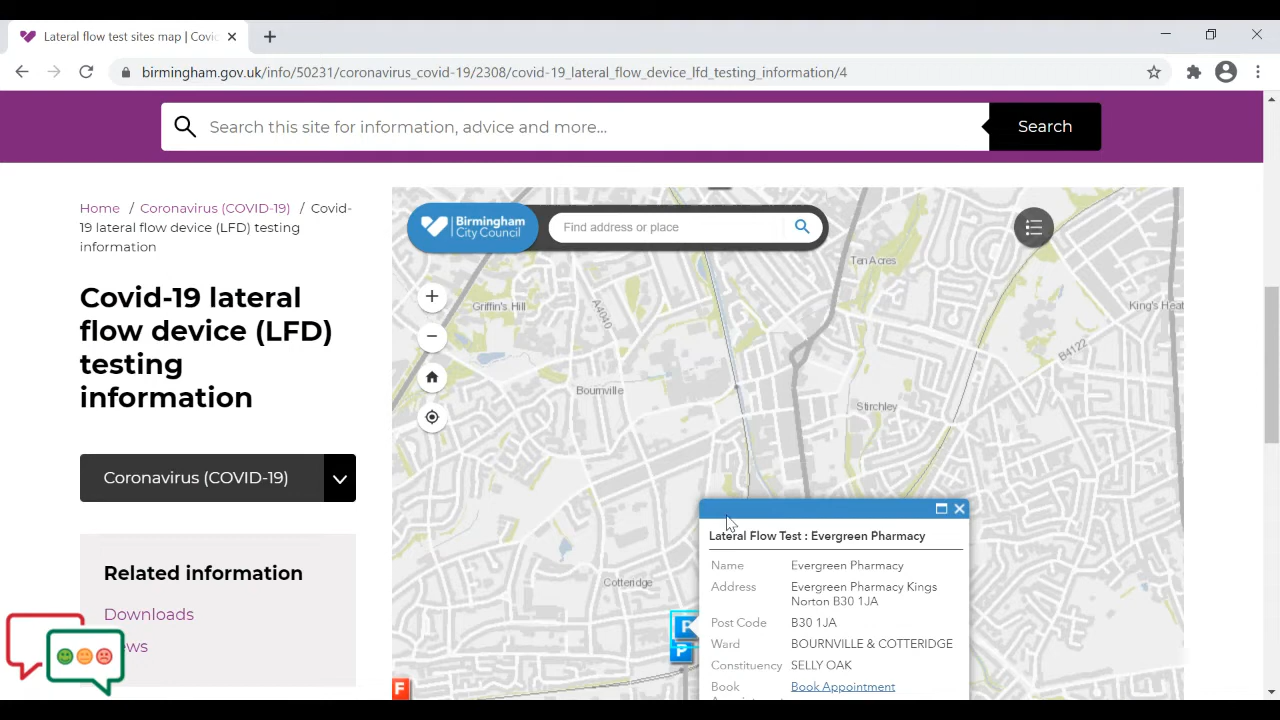 Lateral flow test sites map | Covi
birmingham.gov.uk/info/50231/coronavirus_covid-19/2308/covid-19_lateral_flow_device_lfd_testing_information/4
Search this site for information, advice and more...
Search
Home / Coronavirus (COVID-19) / Covid-
19 lateral flow device (LFD) testing
information
Covid-19 lateral
flow device (LFD)
testing
information
Coronavirus (COVID-19)
Related information
Downloads
Birmingham
City Council
Find address or place
Ten Acres
Griffin's Hill
A4040
King's Heat
B4122
Bournville
Stirchley
Cotteridge
P
P
F
Lateral Flow Test : Evergreen Pharmacy
Name Evergreen Pharmacy
Address Evergreen Pharmacy Kings
Norton B30 1JA
Post Code B30 1JA
Ward BOURNVILLE & COTTERIDGE
Constituency SELLY OAK
Book Book Appointment